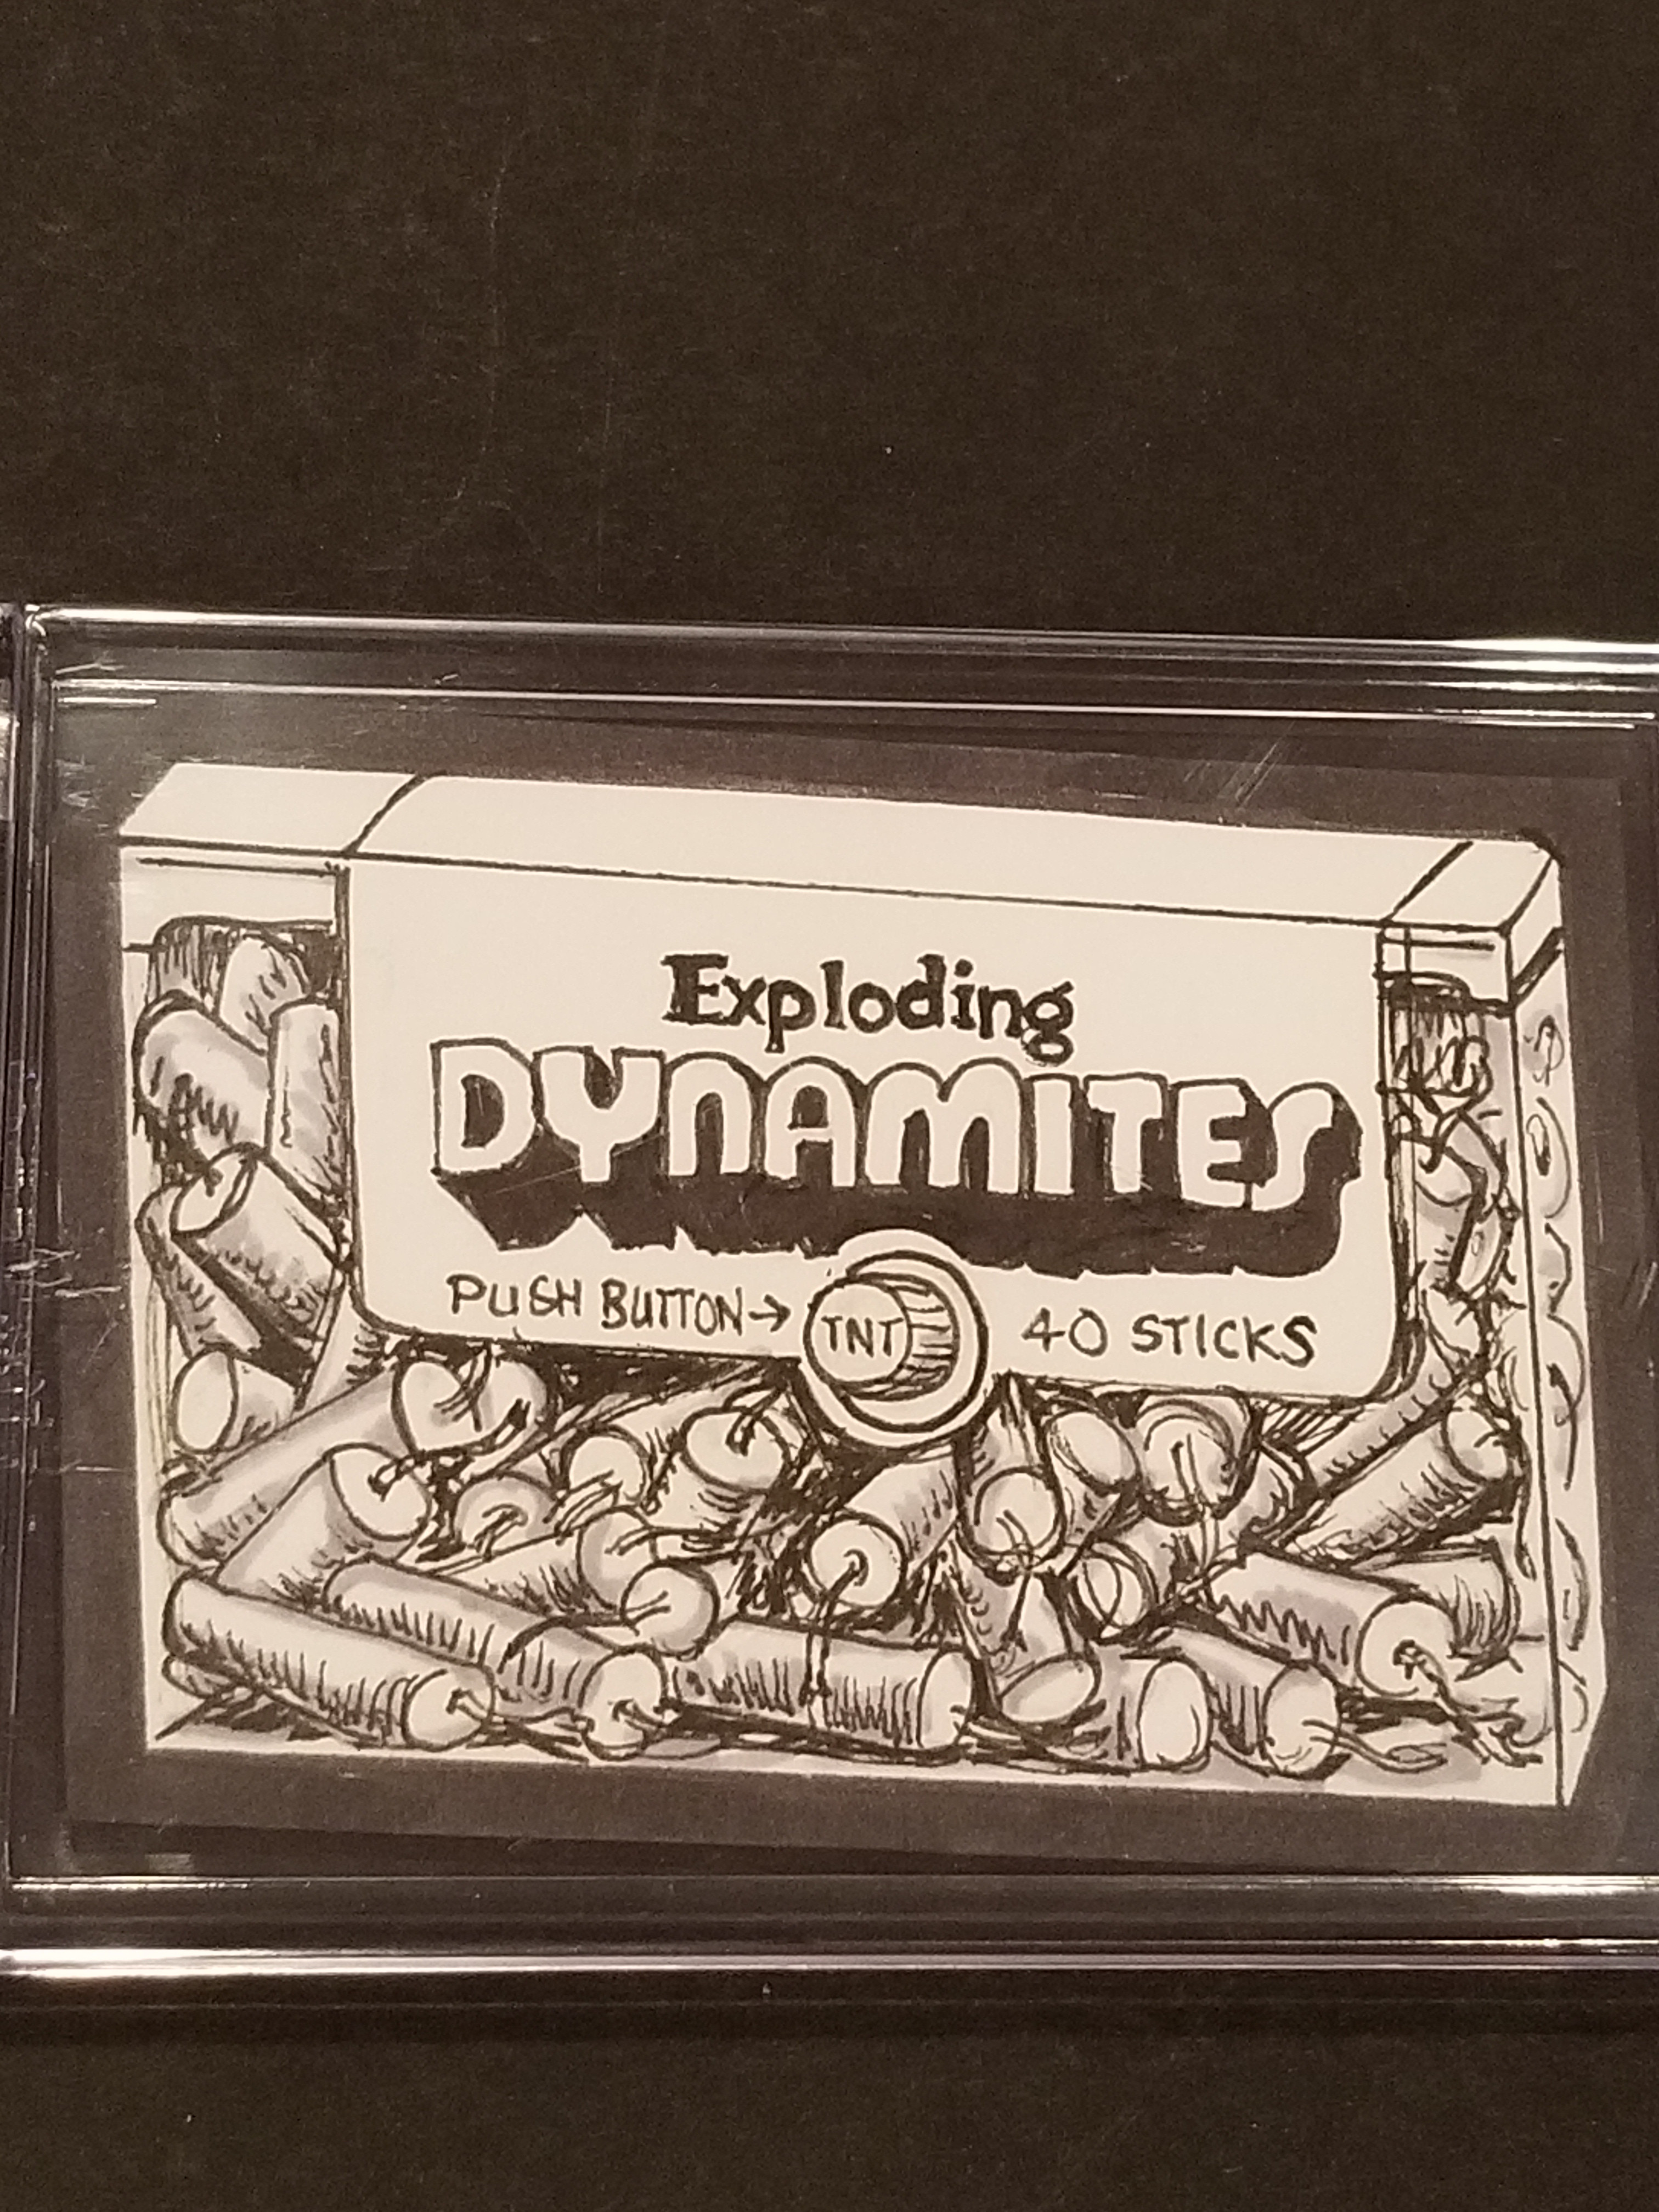 Exploding
DYNAMITES
PUSH BUTTON→ TNT 40 STICKS